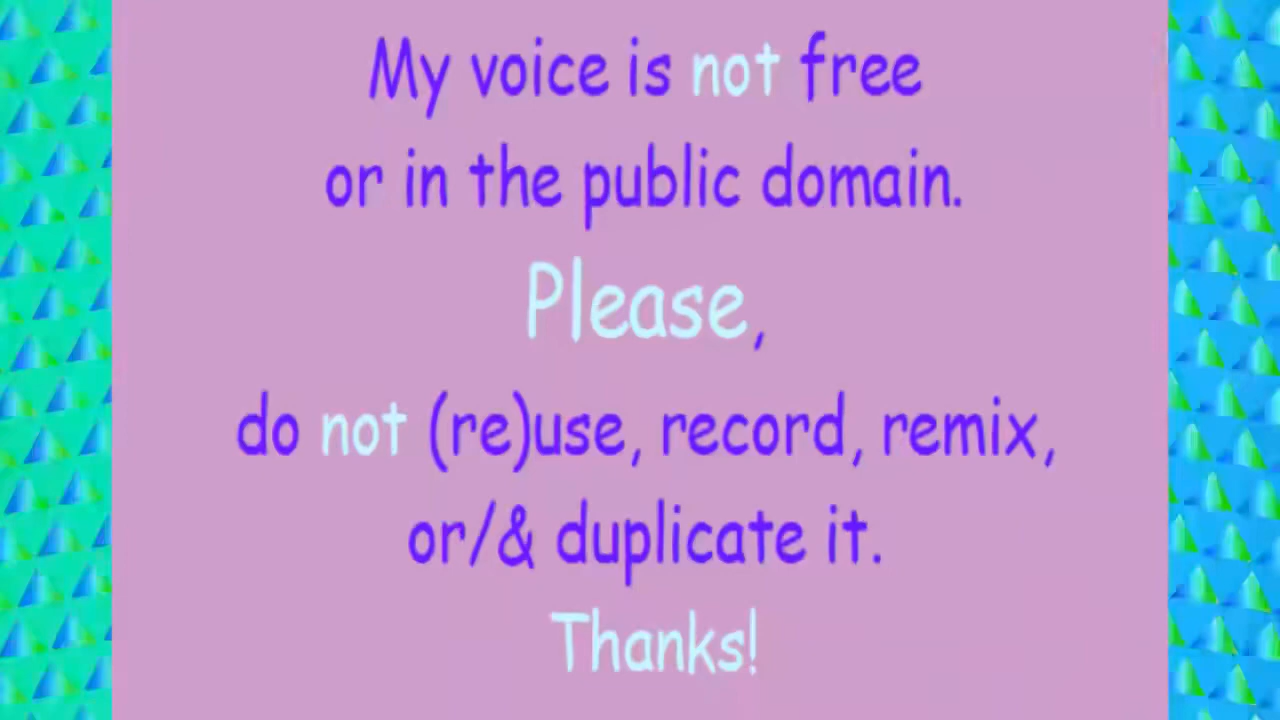 My voice is not free
or in the public domain.
Please,
do not (re)use, record, remix,
or/& duplicate it.
Thanks!